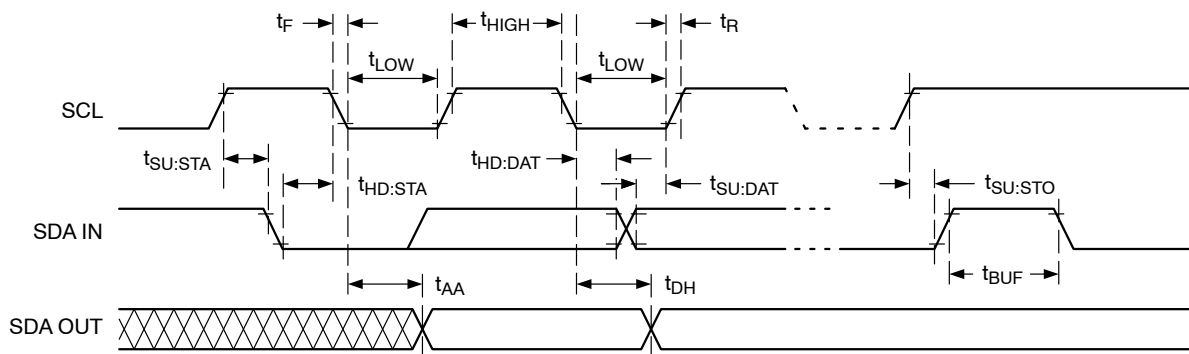 tF
tHIGH
tR
tLOW
tLOW
SCL
tSU:STA
tHD:STA
tHD:DAT
tSU:DAT
tSU:STO
SDA IN
tBUF
tAA
tDH
SDA OUT